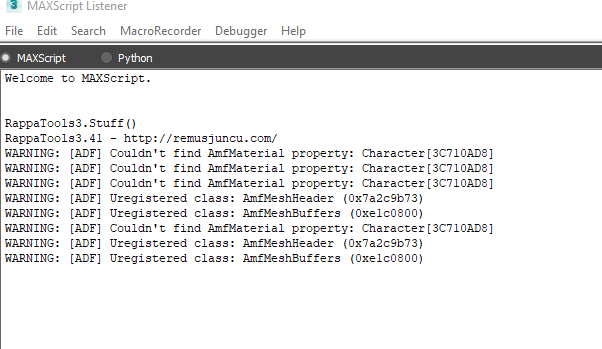 MAXScript Listener
File Edit Search MacroRecorder Debugger Help
MAXScript Python
Welcome to MAXScript.
RappaTools3.Stuff()
RappaTools3.41 - http://remusjuncu.com/
WARNING: [ADF] Couldn't find AmfMaterial property: Character[3C710AD8]
WARNING: [ADF] Couldn't find AmfMaterial property: Character[3C710AD8]
WARNING: [ADF] Couldn't find AmfMaterial property: Character[3C710AD8]
WARNING: [ADF] Uregistered class: AmfMeshHeader (0x7a2c9b73)
WARNING: [ADF] Uregistered class: AmfMeshBuffers (0xe1c0800)
WARNING: [ADF] Couldn't find AmfMaterial property: Character[3C710AD8]
WARNING: [ADF] Uregistered class: AmfMeshHeader (0x7a2c9b73)
WARNING: [ADF] Uregistered class: AmfMeshBuffers (0xe1c0800)